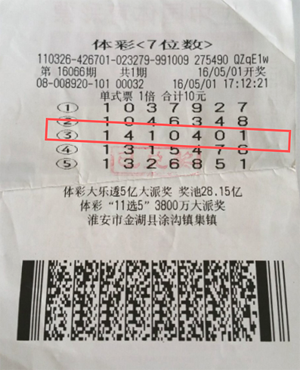 体彩<7位数>
110326-426701-023279-991009 275490 QZqE1w
第 16066期 共1期 16/05/01开奖
08-008920-101 00032 16/05/01 17:12:21
单式票 1倍 合计10元
① 1 0 3 7 9 2 7
② 1 0 4 6 3 4 8
③ 1 4 1 0 4 0 1
④ 1 3 1 5 4 7 6
⑤ 1 3 2 6 8 5 1
体彩大乐透5亿大派奖 奖池28.15亿
体彩“11选5”3800万大派奖
淮安市金湖县涂沟镇集镇